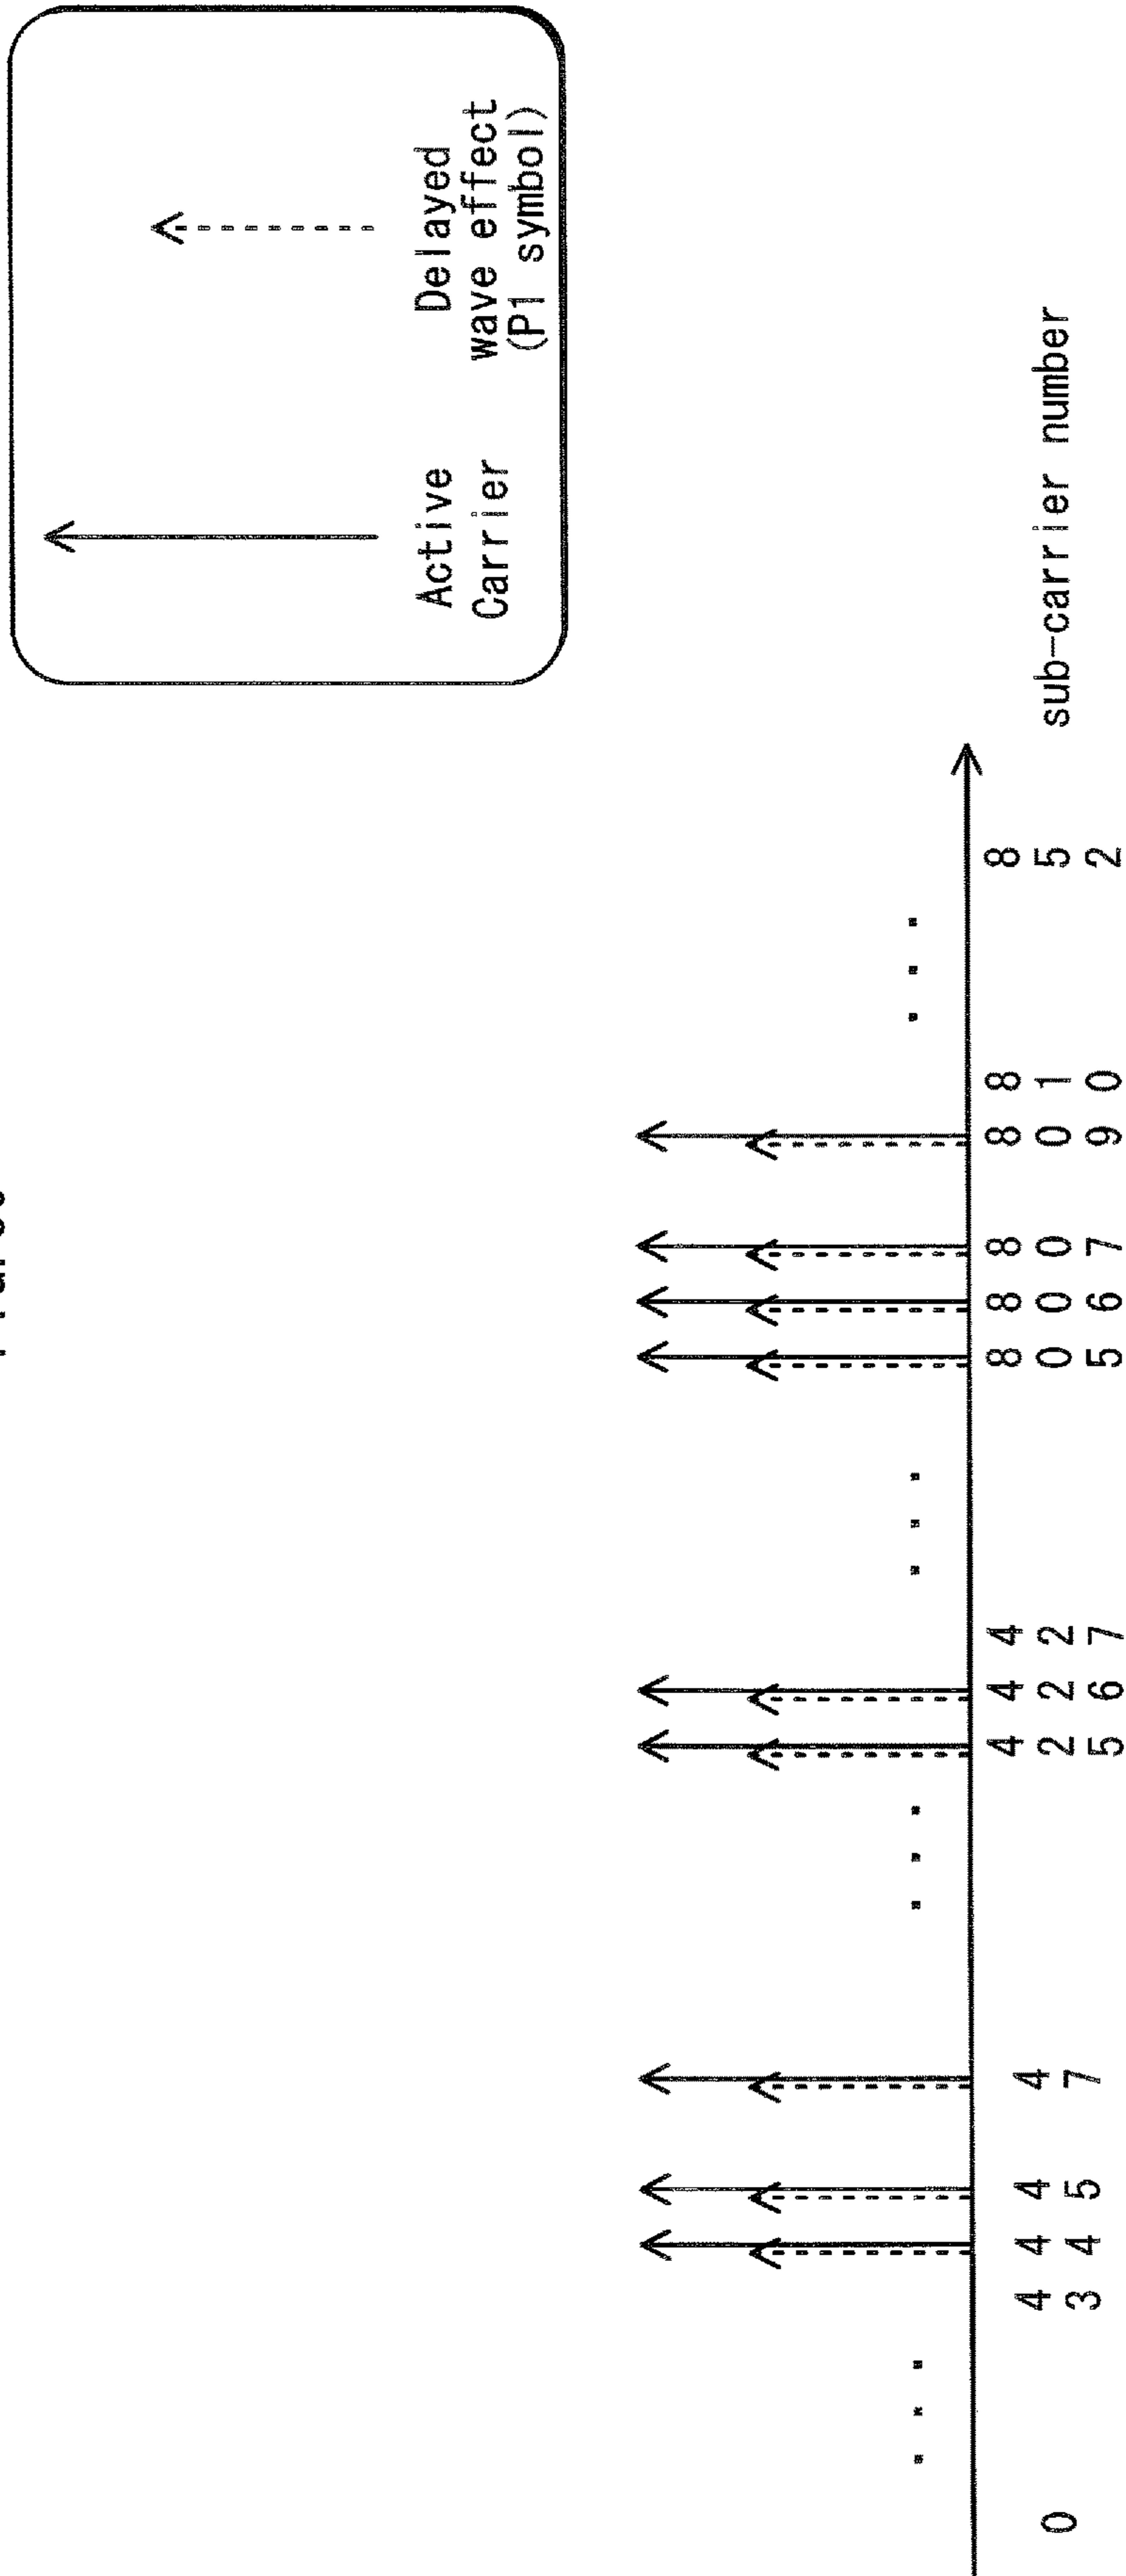 Active
Carrier
Delayed
wave effect
(P1 symbol)
0
43
44
45
47
425
426
427
805
806
807
809
810
852
sub-carrier number